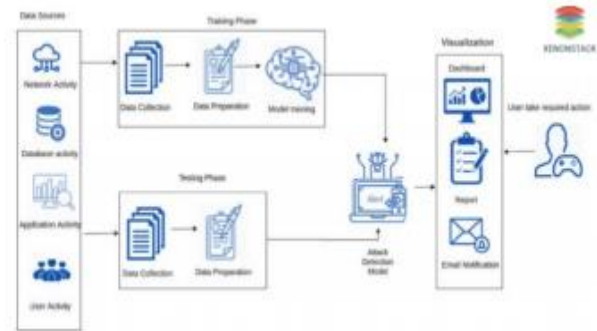 Data Sources
Training Phase
XENONSTACK
Visualization
Dashboard
Network Activity
Data Collection
Data Preparation
Model training
User take required action
Database activity
Testing Phase
Alert
Report
Application Activity
Attack
Detection
Model
Email Notification
Data Collection
Data Preparation
User Activity